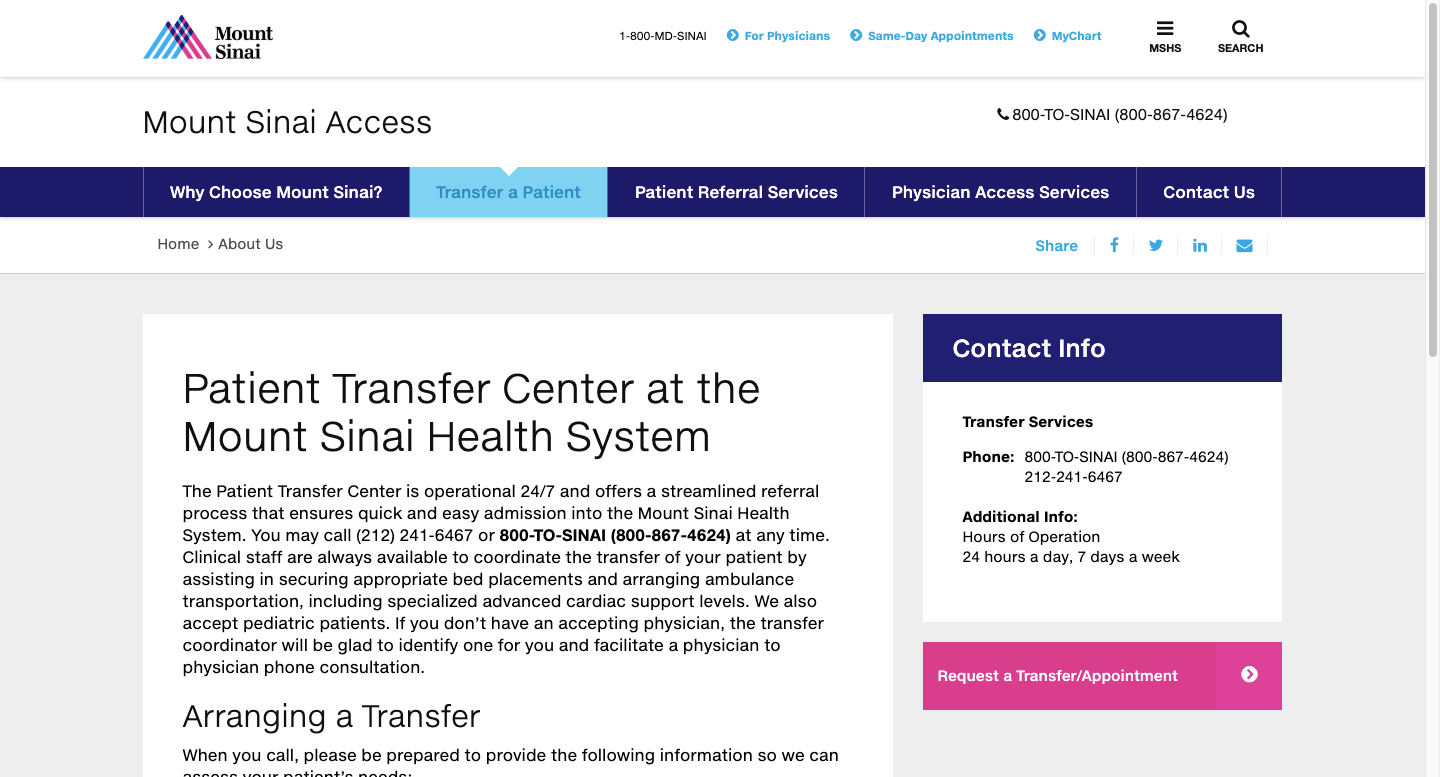 Mount
Sinai
1-800-MD-SINAI
For Physicians
Same-Day Appointments
MyChart
MSHS
SEARCH
Mount Sinai Access
800-TO-SINAI (800-867-4624)
Why Choose Mount Sinai?
Transfer a Patient
Patient Referral Services
Physician Access Services
Contact Us
Home > About Us
Share
Patient Transfer Center at the
Mount Sinai Health System
The Patient Transfer Center is operational 24/7 and offers a streamlined referral
process that ensures quick and easy admission into the Mount Sinai Health
System. You may call (212) 241-6467 or 800-TO-SINAI (800-867-4624) at any time.
Clinical staff are always available to coordinate the transfer of your patient by
assisting in securing appropriate bed placements and arranging ambulance
transportation, including specialized advanced cardiac support levels. We also
accept pediatric patients. If you don’t have an accepting physician, the transfer
coordinator will be glad to identify one for you and facilitate a physician to
physician phone consultation.
Arranging a Transfer
When you call, please be prepared to provide the following information so we can
assess your patient’s needs:
Contact Info
Transfer Services
Phone: 800-TO-SINAI (800-867-4624)
212-241-6467
Additional Info:
Hours of Operation
24 hours a day, 7 days a week
Request a Transfer/Appointment